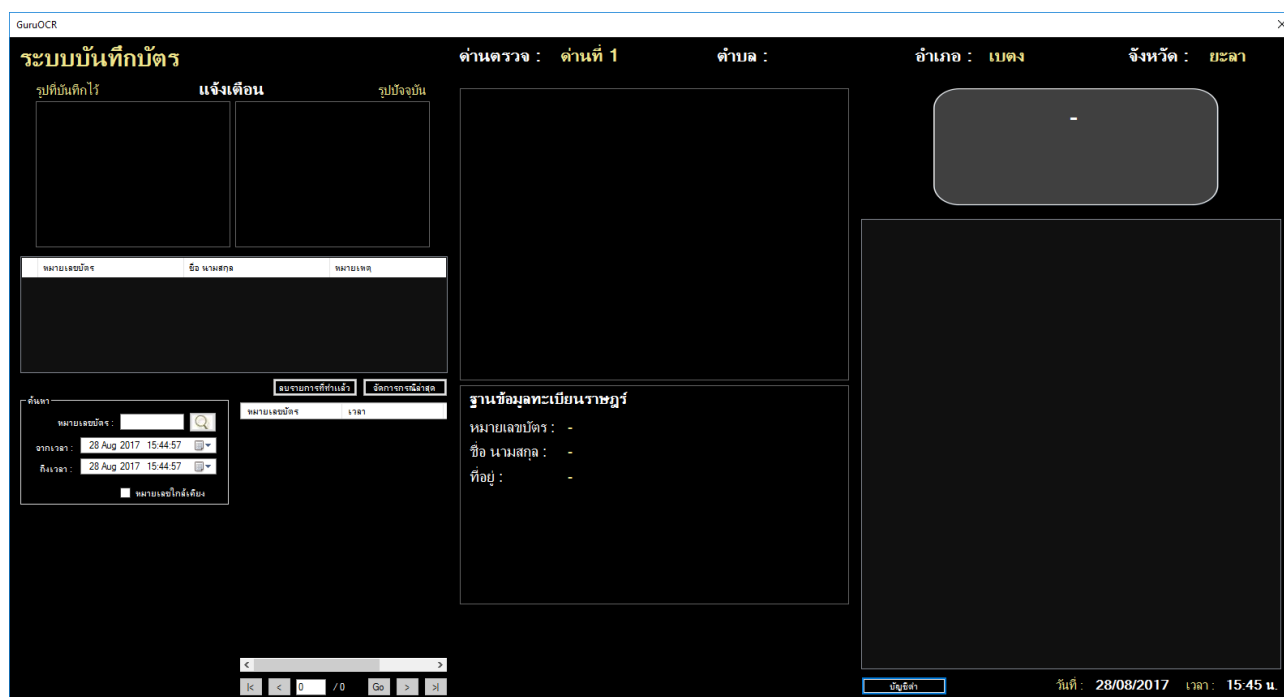 GuruOCR
ระบบบันทึกบัตร
ด่านตรวจ : ด่านที่ 1 ตำบล : อำเภอ : เบตง จังหวัด : ยะลา
รูปที่บันทึกไว้ แจ้งเตือน รูปปัจจุบัน
-
หมายเลขบัตร ชื่อ นามสกุล หมายเหตุ
ลบรายการที่ทำแล้ว จัดการกรณีล่าสุด
ค้นหา
หมายเลขบัตร :
จากเวลา : 28 Aug 2017 15:44:57
ถึงเวลา : 28 Aug 2017 15:44:57
หมายเลขใกล้เคียง
หมายเลขบัตร เวลา
ฐานข้อมูลทะเบียนราษฎร์
หมายเลขบัตร : -
ชื่อ นามสกุล : -
ที่อยู่ : -
|< < 0 / 0 Go > >|
บัญชีดำ
วันที่ : 28/08/2017 เวลา : 15:45 น.